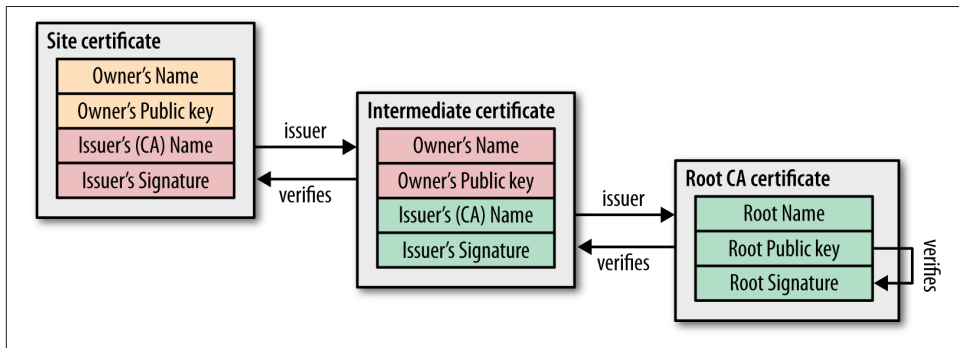 Site certificate
Owner's Name
Owner's Public key
Issuer's (CA) Name
Issuer's Signature
issuer
verifies
Intermediate certificate
Owner's Name
Owner's Public key
Issuer's (CA) Name
Issuer's Signature
issuer
verifies
Root CA certificate
Root Name
Root Public key
Root Signature
verifies